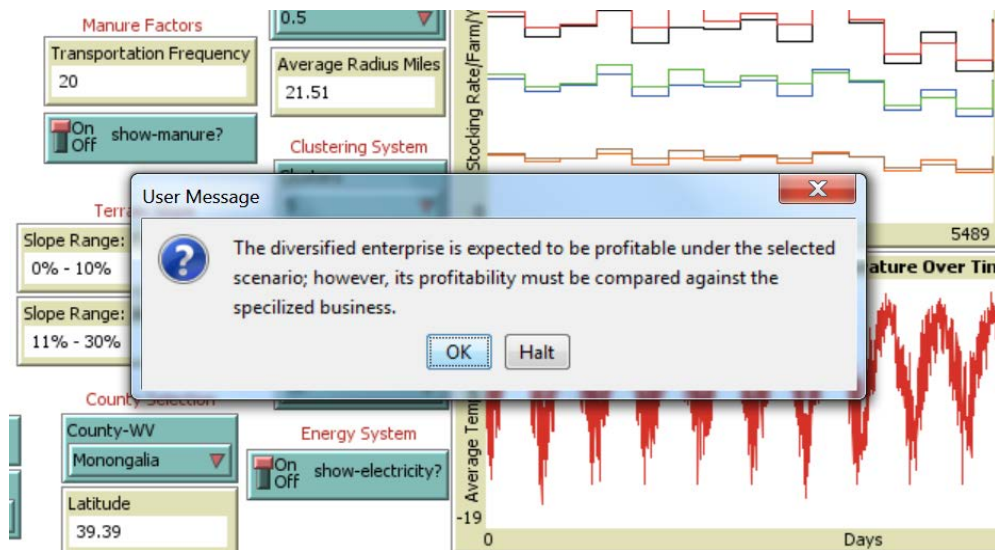 Manure Factors
Transportation Frequency
20
On
Off
show-manure?
0.5
Average Radius Miles
21.51
Clustering System
Stocking Rate/Farm/Y
5489
User Message
X
The diversified enterprise is expected to be profitable under the selected
scenario; however, its profitability must be compared against the
specilized business.
OK
Halt
Slope Range:
0% - 10%
Slope Range:
11% - 30%
County Selection
County-WV
Monongalia
Latitude
39.39
Energy System
On
Off
show-electricity?
ature Over Tim
Average Temp
-19
0
Days